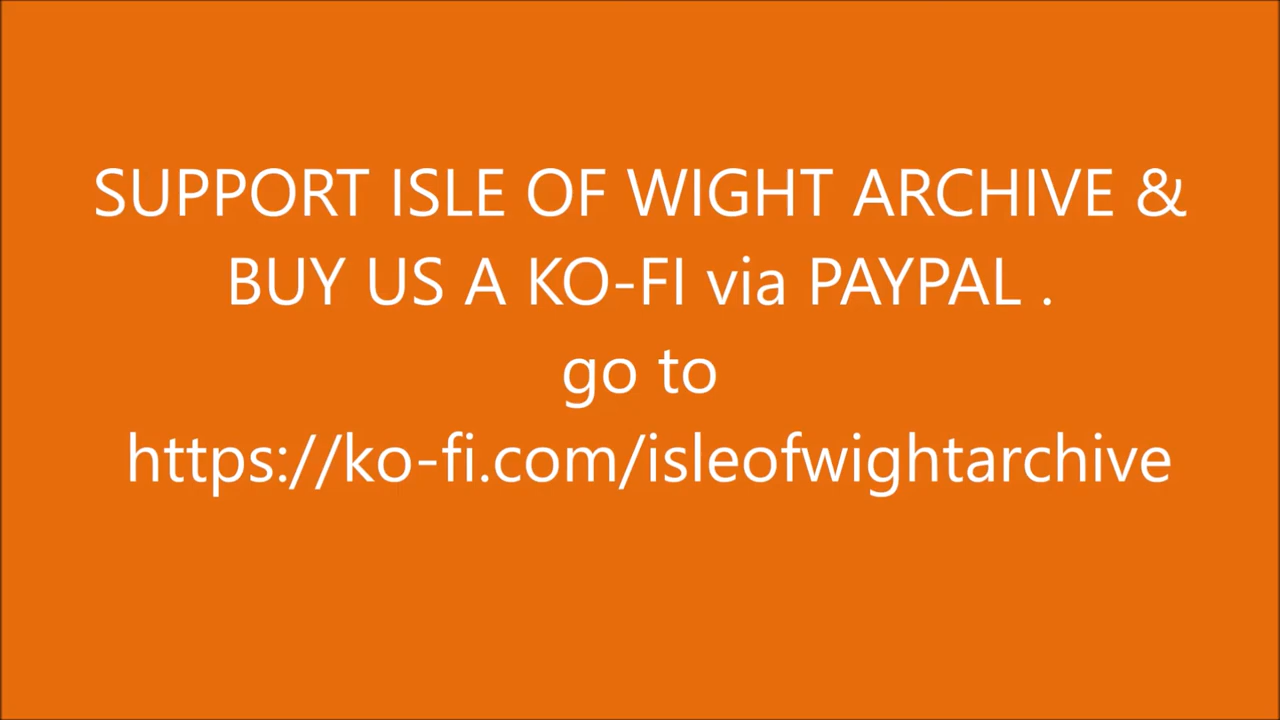 SUPPORT ISLE OF WIGHT ARCHIVE &
BUY US A KO-FI via PAYPAL .
go to
https://ko-fi.com/isleofwightarchive